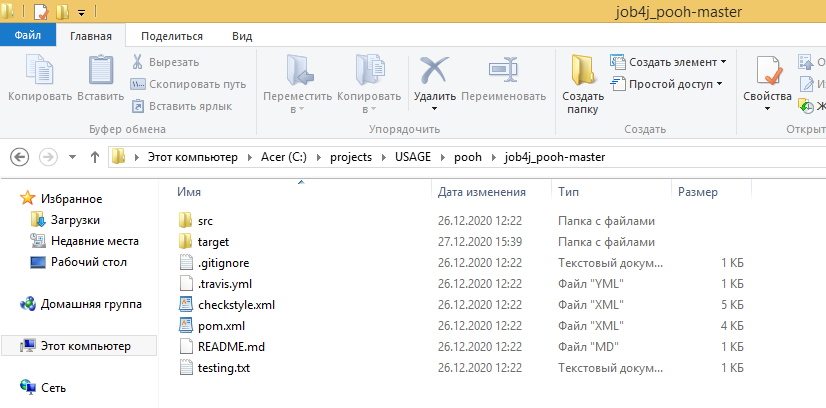 job4j_pooh-master
Файл Главная Поделиться Вид
Копировать Вставить Вырезать Скопировать путь Вставить ярлык
Буфер обмена
Переместить в Копировать в Удалить Переименовать
Упорядочить
Создать папку Создать элемент Простой доступ
Создать
Свойства
Открыт
Этот компьютер Acer (C:) projects USAGE pooh job4j_pooh-master
Имя Дата изменения Тип Размер
Избранное
Загрузки
Недавние места
Рабочий стол
Домашняя группа
Этот компьютер
Сеть
src 26.12.2020 12:22 Папка с файлами
target 27.12.2020 15:39 Папка с файлами
.gitignore 26.12.2020 12:22 Текстовый докум... 1 КБ
.travis.yml 26.12.2020 12:22 Файл "YML" 1 КБ
checkstyle.xml 26.12.2020 12:22 Файл "XML" 5 КБ
pom.xml 26.12.2020 12:22 Файл "XML" 4 КБ
README.md 26.12.2020 12:22 Файл "MD" 1 КБ
testing.txt 26.12.2020 12:22 Текстовый докум... 1 КБ